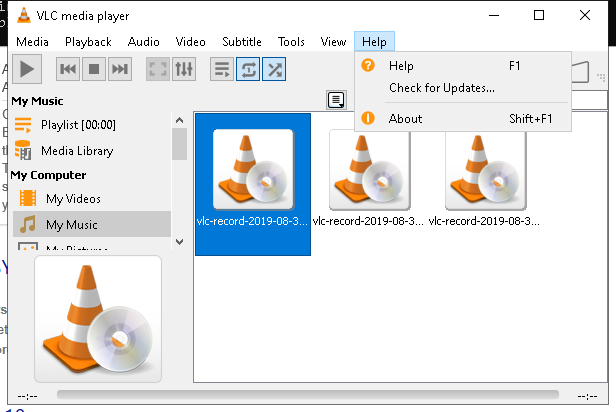 VLC media player
Media Playback Audio Video Subtitle Tools View Help
Help F1
Check for Updates...
About Shift+F1
My Music
Playlist [00:00]
Media Library
My Computer
My Videos
My Music
My Pictures
vlc-record-2019-08-3... vlc-record-2019-08-3... vlc-record-2019-08-3...
--:-- --:--